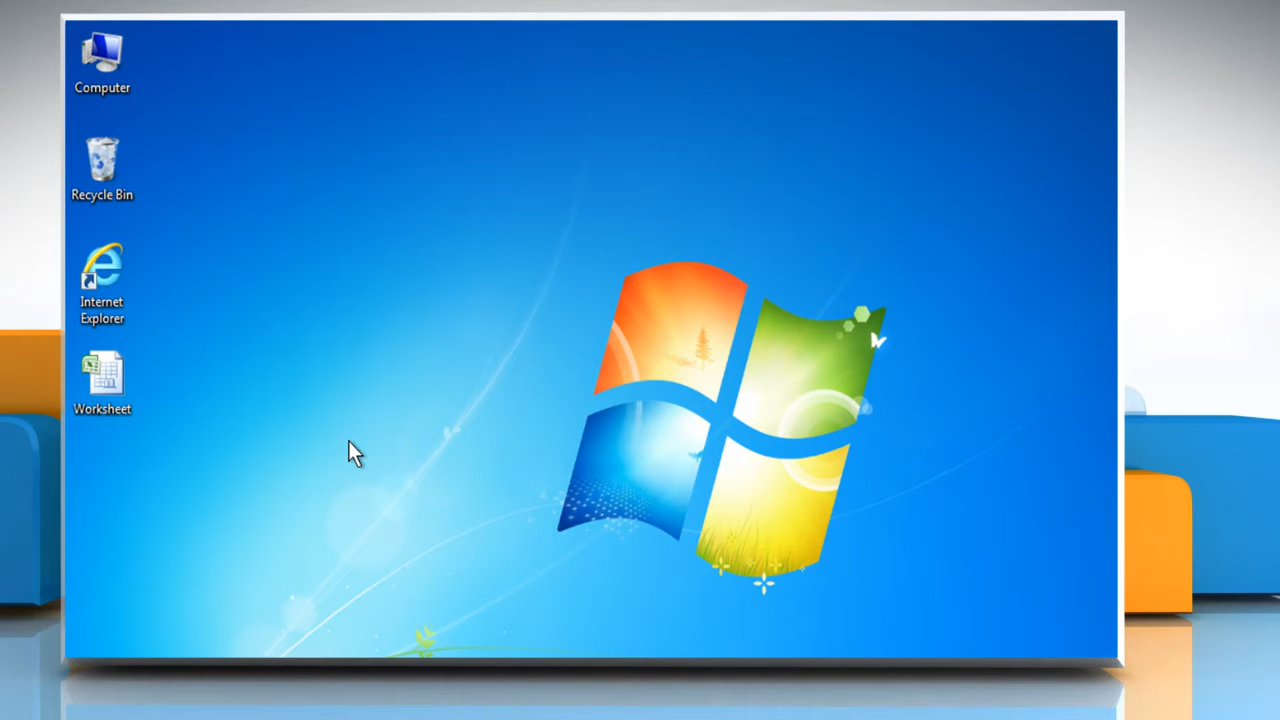 Computer
Recycle Bin
Internet
Explorer
Worksheet